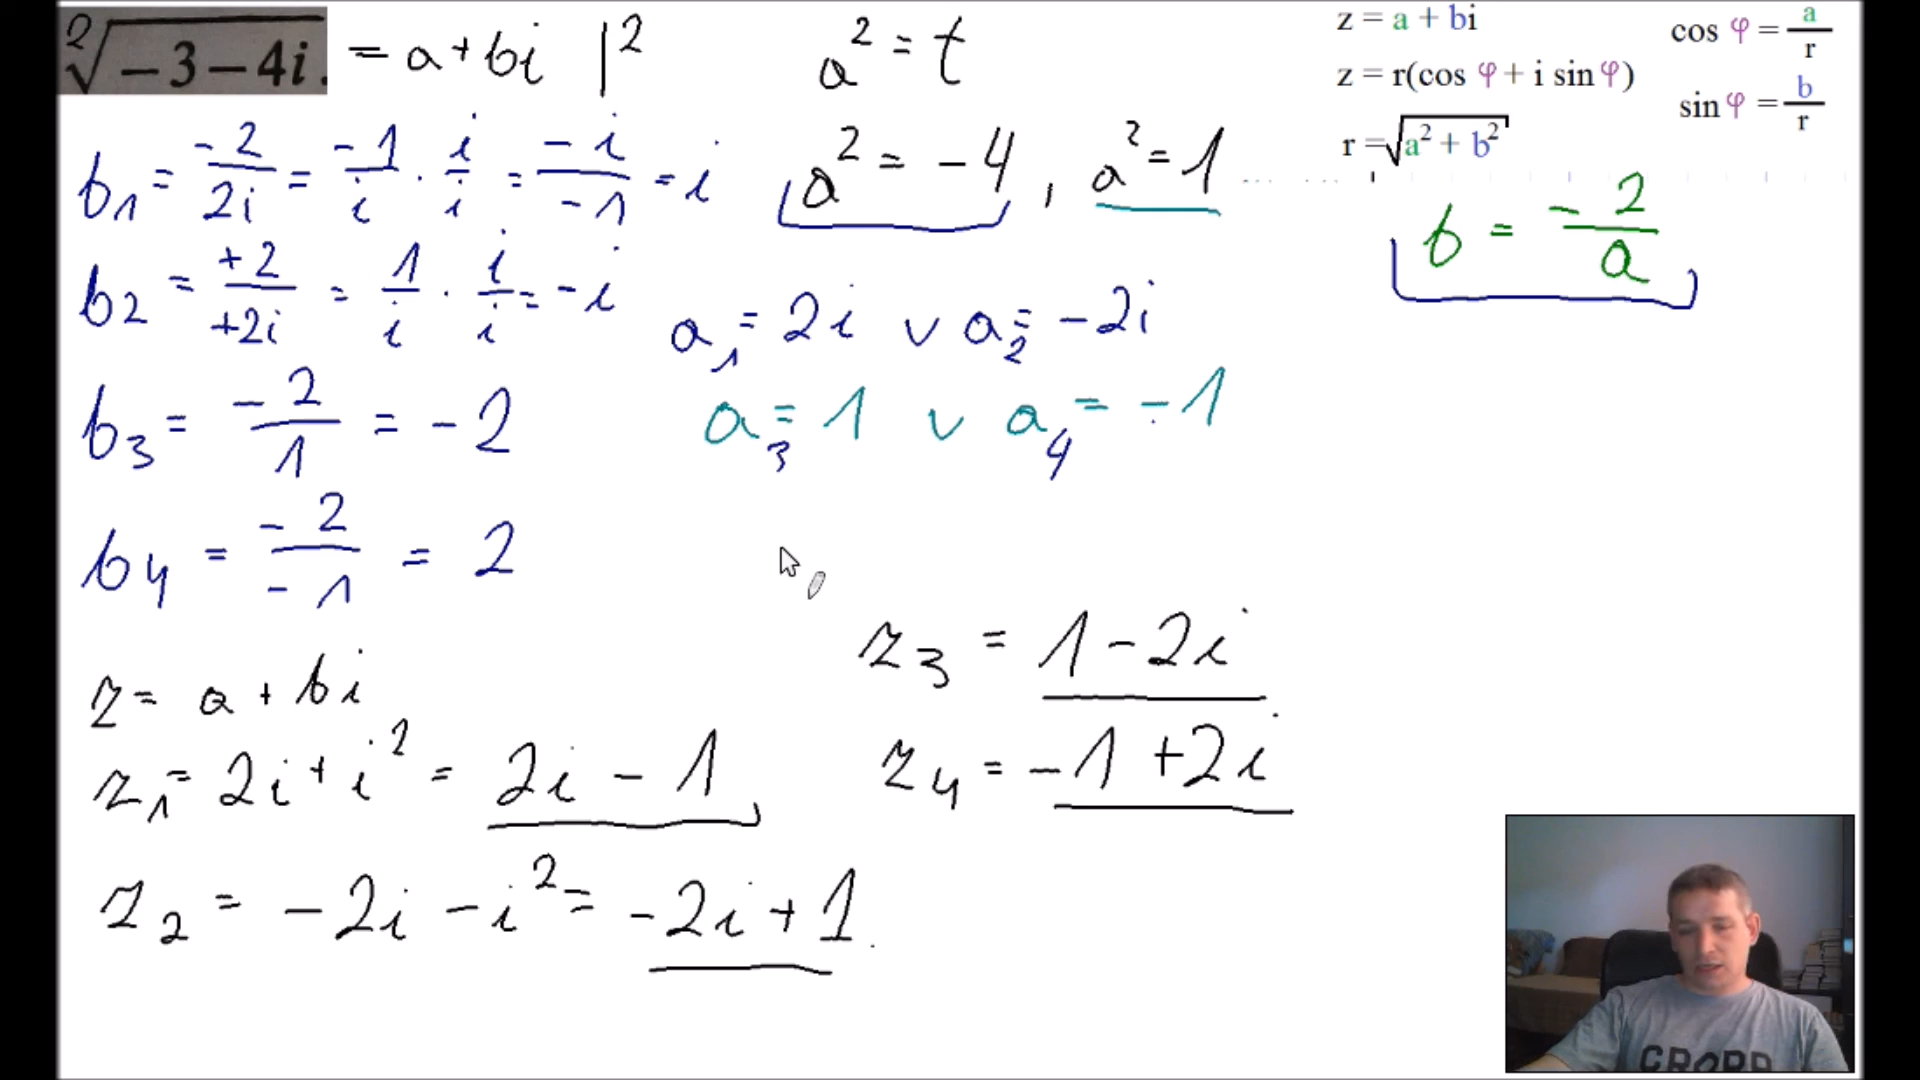 ²√-3-4i. = a+bi |²
a² = t
a² = -4 , a² = 1
z = a + bi
z = r(cos φ + i sin φ)
r = √a² + b²
cos φ = a/r
sin φ = b/r
b = -2/a
b₁ = -2/2i = -1/i · i/i = -i/-1 = i
b2 = +2/+2i = 1/i · i/i = -i
a₁ = 2i v a₂ = -2i
b₃ = -2/1 = -2
a₃ = 1 v a₄ = -1
b₄ = -2/-1 = 2
z = a + bi
z₁ = 2i + i² = 2i - 1
z₂ = -2i - i² = -2i + 1
z₃ = 1 - 2i
z₄ = -1 + 2i